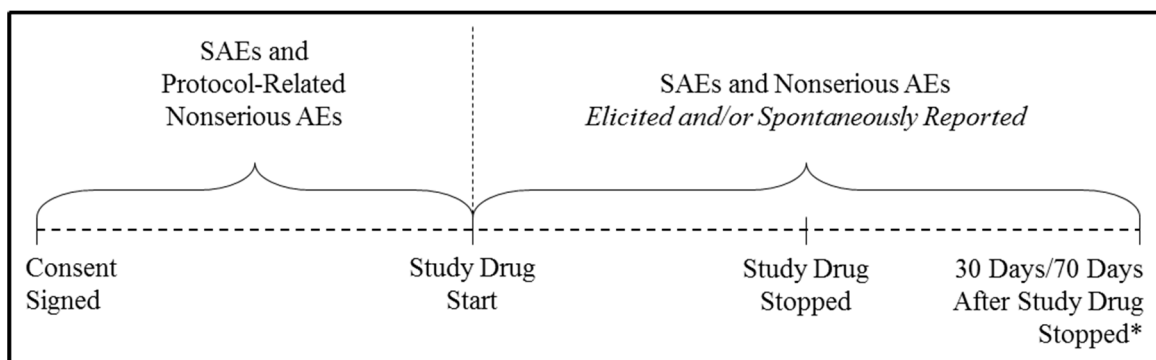 SAEs and
Protocol-Related
Nonserious AEs
SAEs and Nonserious AEs
Elicited and/or Spontaneously Reported
Consent
Signed
Study Drug
Start
Study Drug
Stopped
30 Days/70 Days
After Study Drug
Stopped*